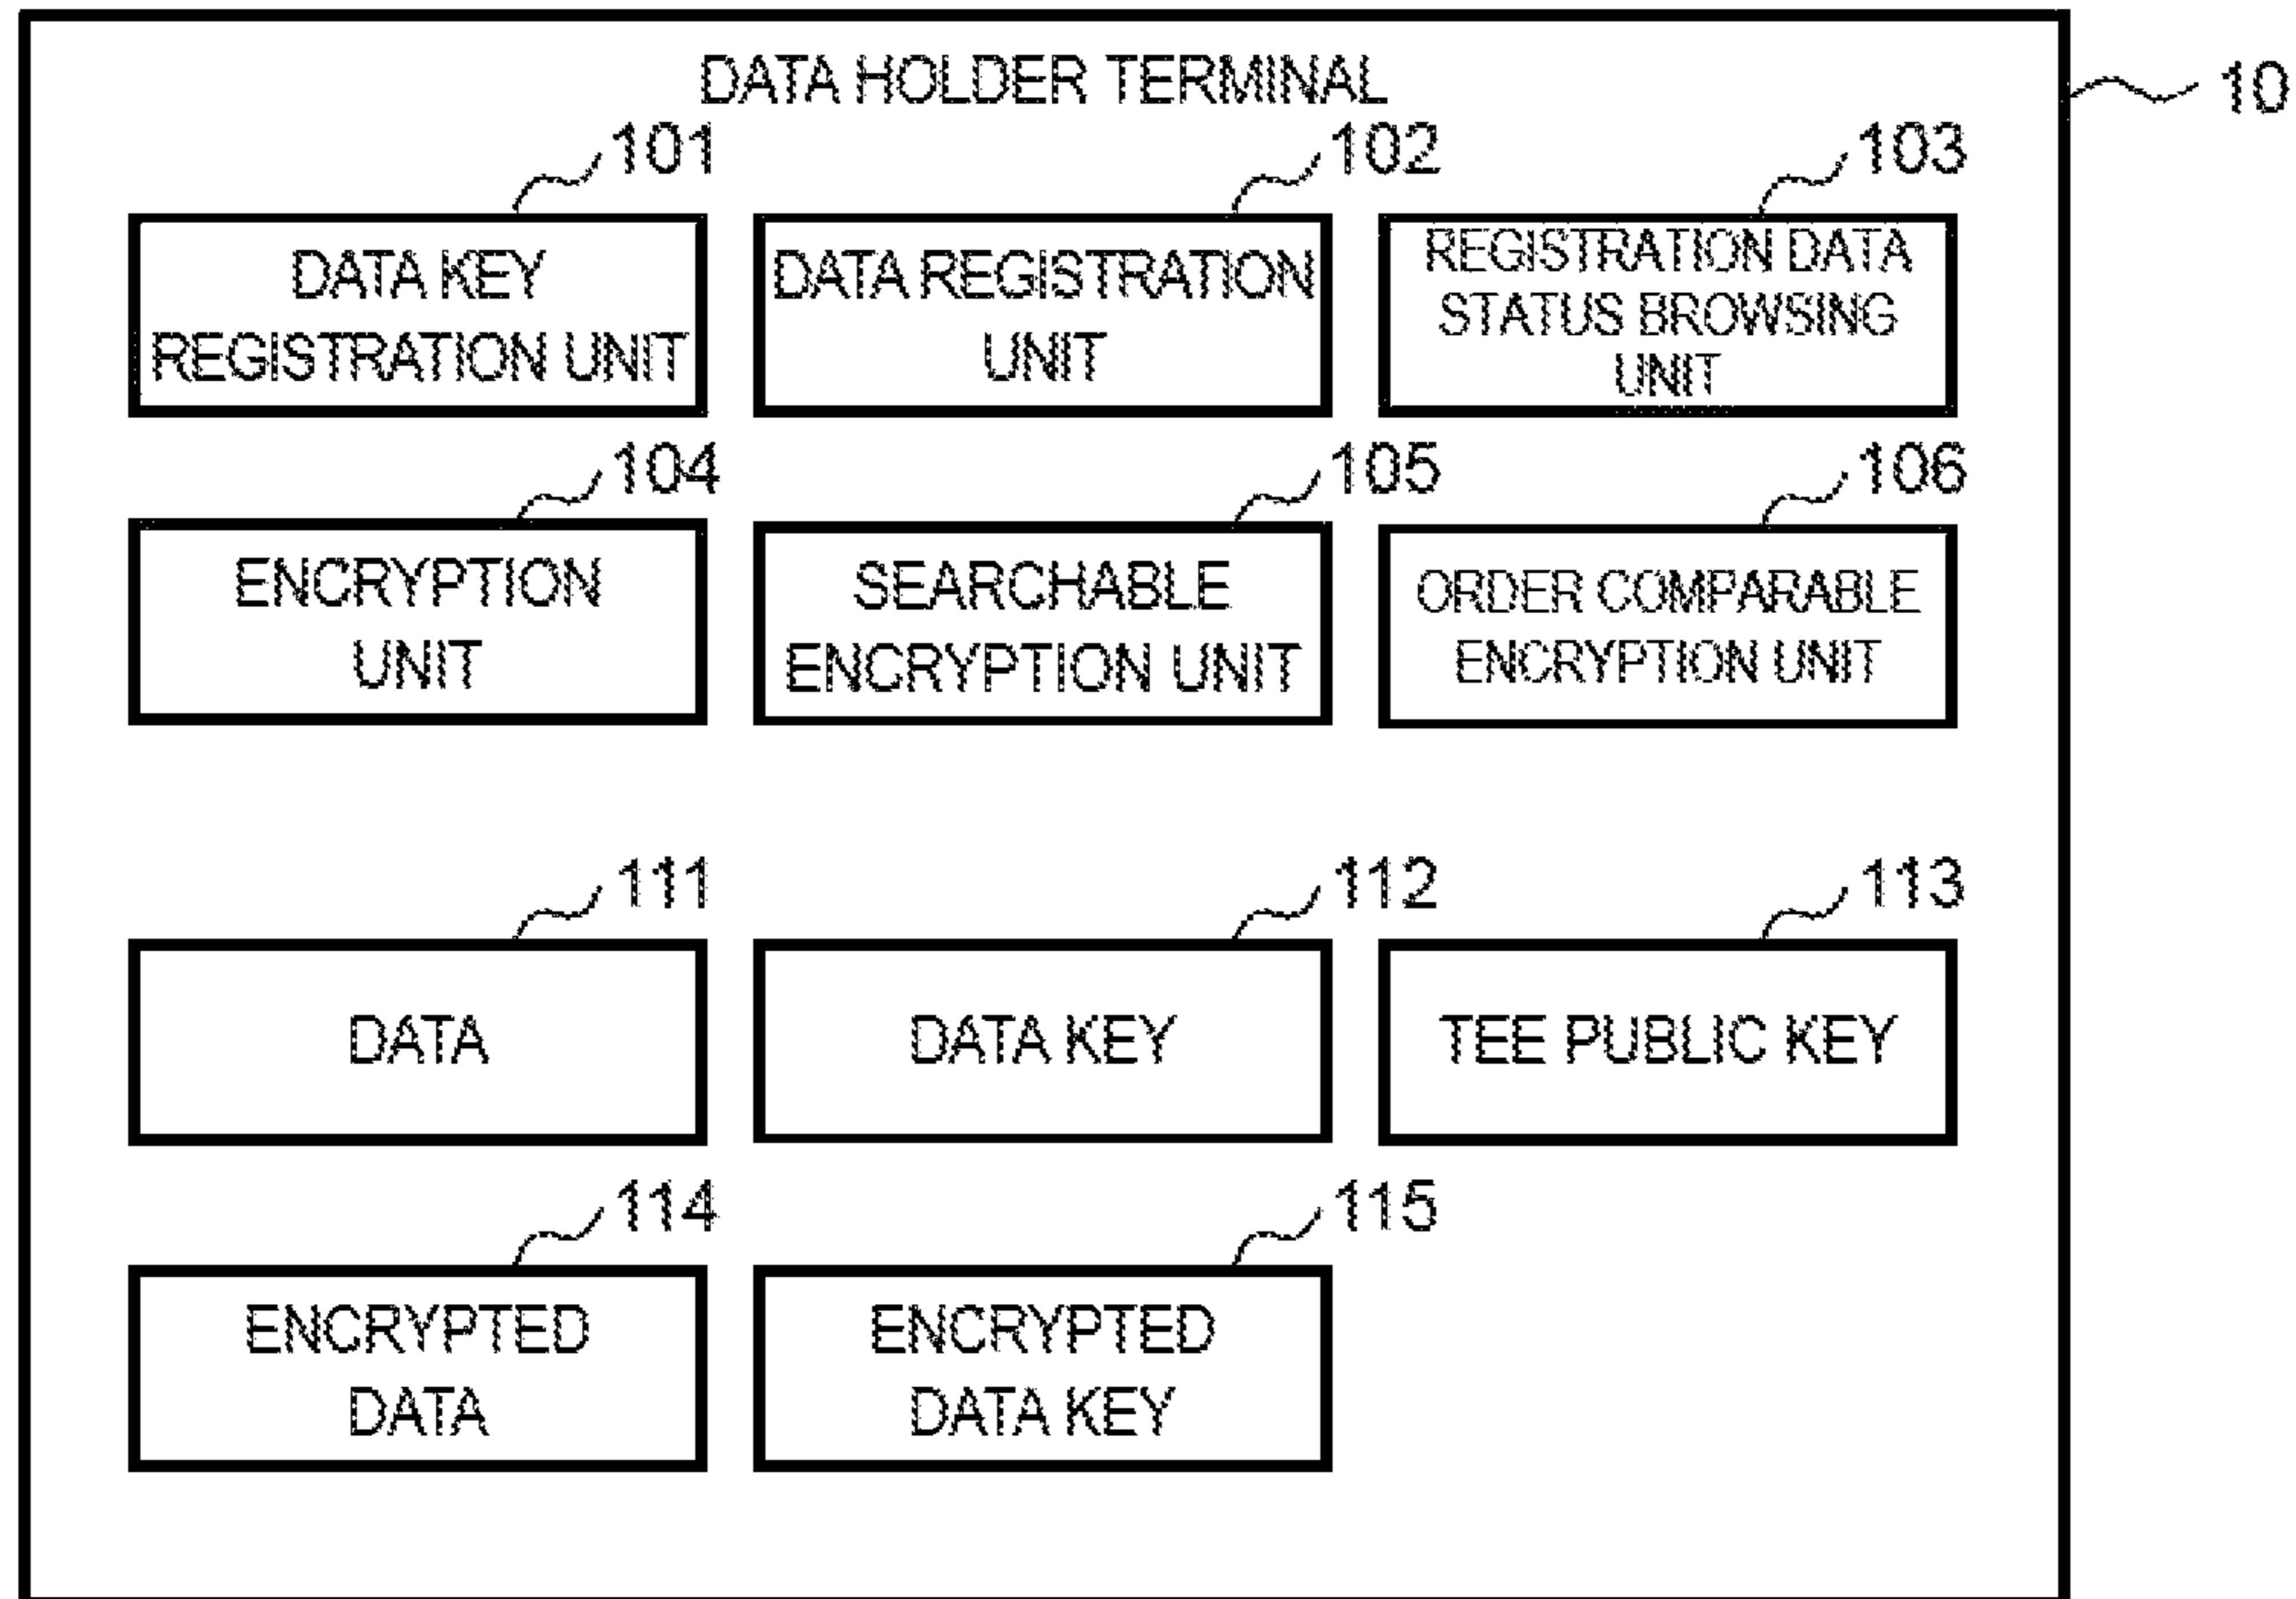 DATA HOLDER TERMINAL
10
101
102
103
DATA KEY
REGISTRATION UNIT
DATA REGISTRATION
UNIT
REGISTRATION DATA
STATUS BROWSING
UNIT
104
105
106
ENCRYPTION
UNIT
SEARCHABLE
ENCRYPTION UNIT
ORDER COMPARABLE
ENCRYPTION UNIT
111
112
113
DATA
DATA KEY
TEE PUBLIC KEY
114
115
ENCRYPTED
DATA
ENCRYPTED
DATA KEY